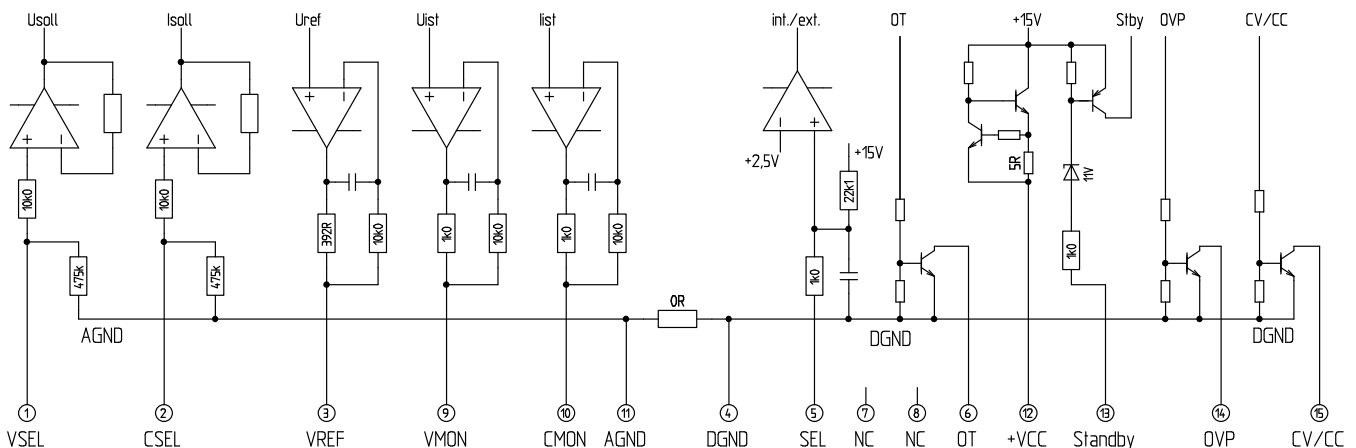 Usoll
Isoll
Uref
Uist
Iist
int./ext.
OT
+15V
Stby
OVP
CV/CC
+
-
+
-
+
-
+
-
+
-
-
+
+2,5V
+15V
5R
11V
10k0
10k0
22k1
392R
10k0
1k0
10k0
1k0
10k0
1k0
475k
475k
1k0
0R
AGND
DGND
DGND
1
2
3
9
10
11
4
5
7
8
6
12
13
14
15
VSEL
CSEL
VREF
VMON
CMON
AGND
DGND
SEL
NC
NC
OT
+VCC
Standby
OVP
CV/CC